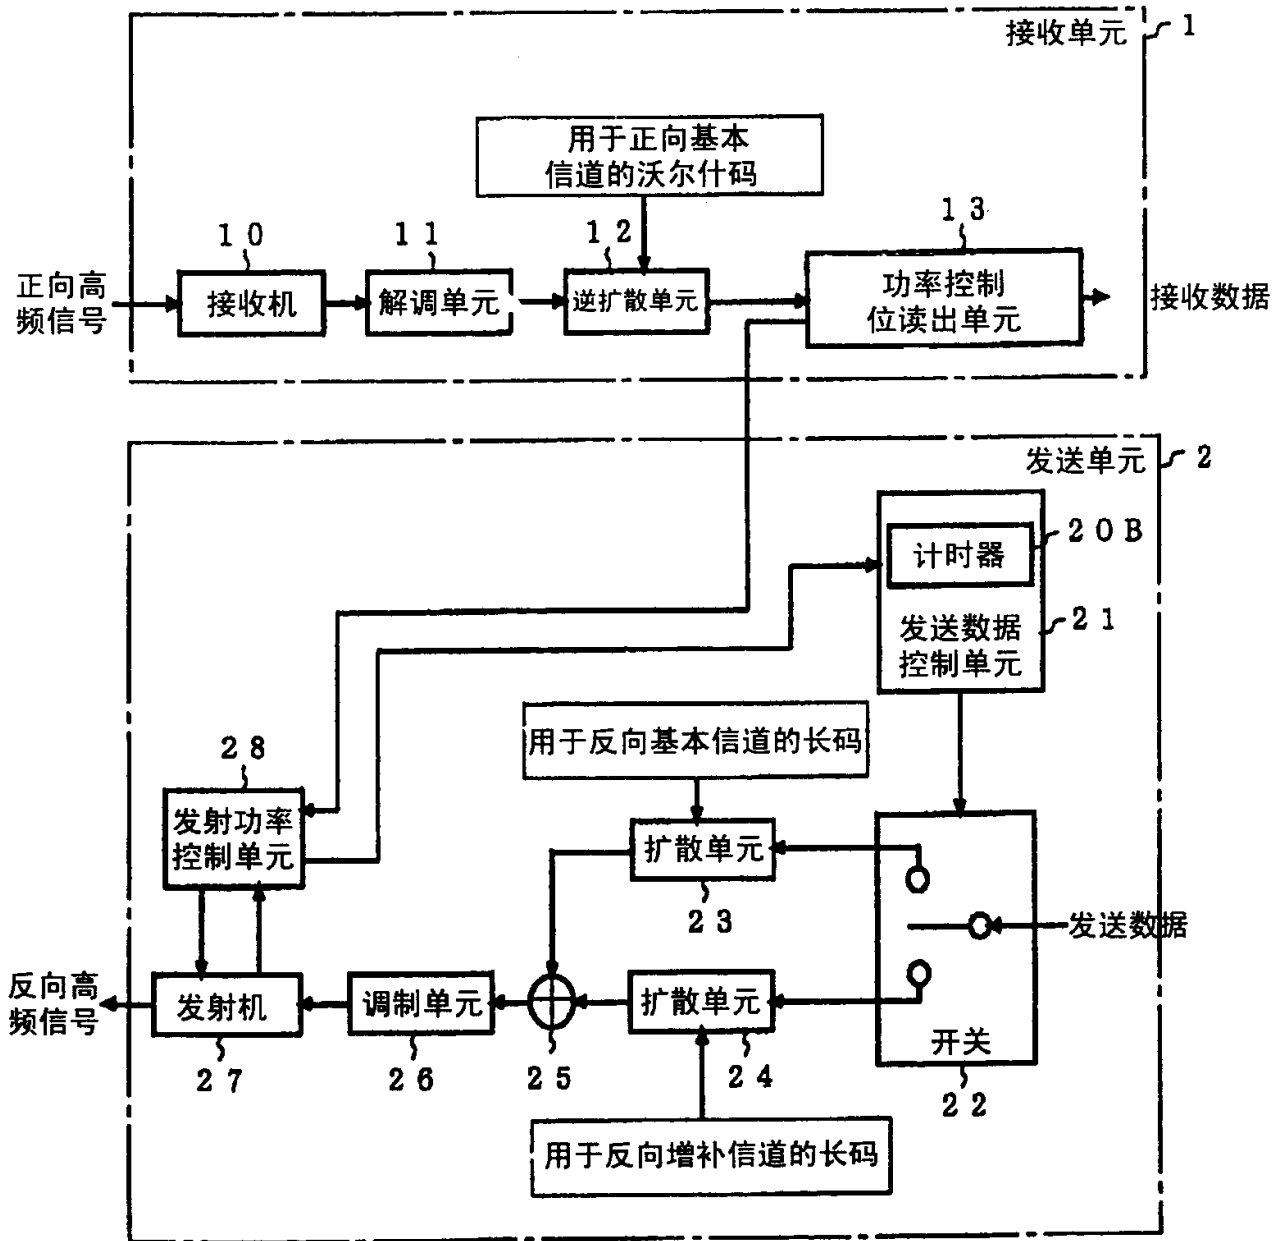 接收单元
1
用于正向基本
信道的沃尔什码
10
11
12
13
正向高
频信号
接收机
解调单元
逆扩散单元
功率控制
位读出单元
接收数据
发送单元
2
计时器
20B
发送数据
控制单元
21
用于反向基本信道的长码
28
发射功率
控制单元
扩散单元
23
发送数据
反向高
频信号
发射机
27
调制单元
26
25
扩散单元
24
开关
22
用于反向增补信道的长码